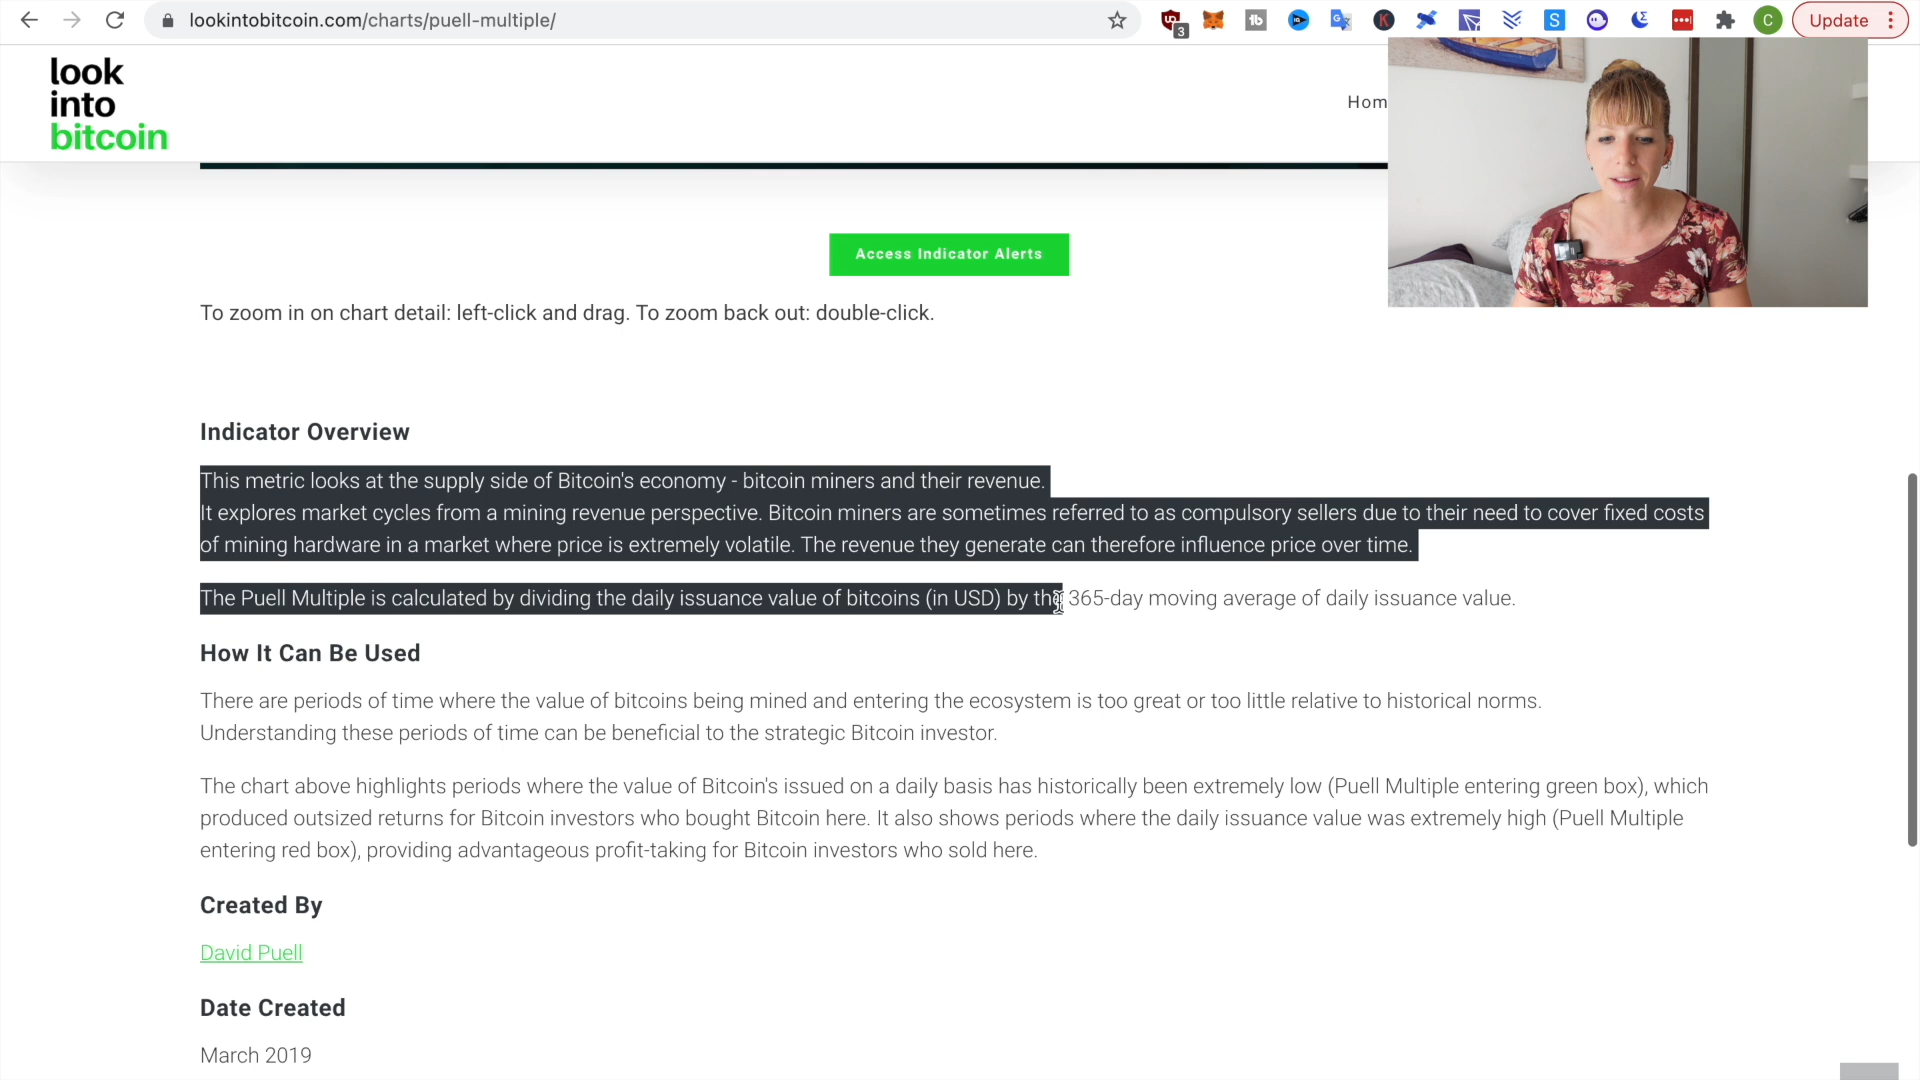 lookintobitcoin.com/charts/puell-multiple/
3
C
Update
look
into
bitcoin
Hom
Access Indicator Alerts
To zoom in on chart detail: left-click and drag. To zoom back out: double-click.
Indicator Overview
This metric looks at the supply side of Bitcoin's economy - bitcoin miners and their revenue.
It explores market cycles from a mining revenue perspective. Bitcoin miners are sometimes referred to as compulsory sellers due to their need to cover fixed costs
of mining hardware in a market where price is extremely volatile. The revenue they generate can therefore influence price over time.
The Puell Multiple is calculated by dividing the daily issuance value of bitcoins (in USD) by the 365-day moving average of daily issuance value.
How It Can Be Used
There are periods of time where the value of bitcoins being mined and entering the ecosystem is too great or too little relative to historical norms.
Understanding these periods of time can be beneficial to the strategic Bitcoin investor.
The chart above highlights periods where the value of Bitcoin's issued on a daily basis has historically been extremely low (Puell Multiple entering green box), which
produced outsized returns for Bitcoin investors who bought Bitcoin here. It also shows periods where the daily issuance value was extremely high (Puell Multiple
entering red box), providing advantageous profit-taking for Bitcoin investors who sold here.
Created By
David Puell
Date Created
March 2019